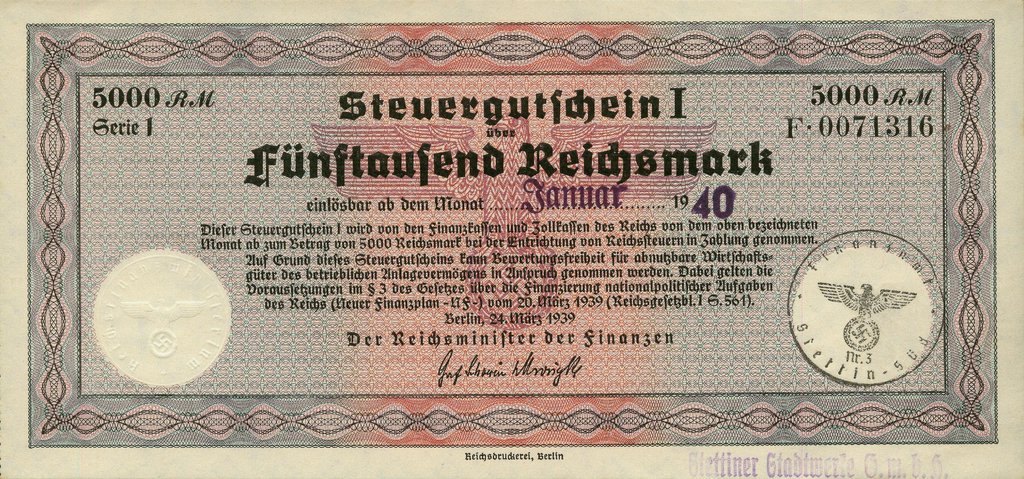 5000 RM
Steuergutschein I
5000 RM
Serie I
über
F·0071316
Fünftausend Reichsmark
einlösbar ab dem Monat Januar 1940
Dieser Steuergutschein I wird von den Finanzkassen und Zollkassen des Reichs von dem oben bezeichneten
Monat ab zum Betrag von 5000 Reichsmark bei der Entrichtung von Reichssteuern in Zahlung genommen.
Auf Grund dieses Steuergutscheins kann Bewertungsfreiheit für abnutzbare Wirtschafts-
güter des betrieblichen Anlagevermögens in Anspruch genommen werden. Dabei gelten die
Voraussetzungen im § 3 des Gesetzes über die Finanzierung nationalpolitischer Aufgaben
des Reichs (Neuer Finanzplan -NF-) vom 20. März 1939 (Reichsgesetzbl. I S. 561).
Berlin, 24. März 1939
Der Reichsminister der Finanzen
Graf Schwerin Krosigk
Finanzamt
Stettin-Süd
Nr. 3
Reichsdruckerei, Berlin
Stettiner Stadtwerke G.m.b.H.